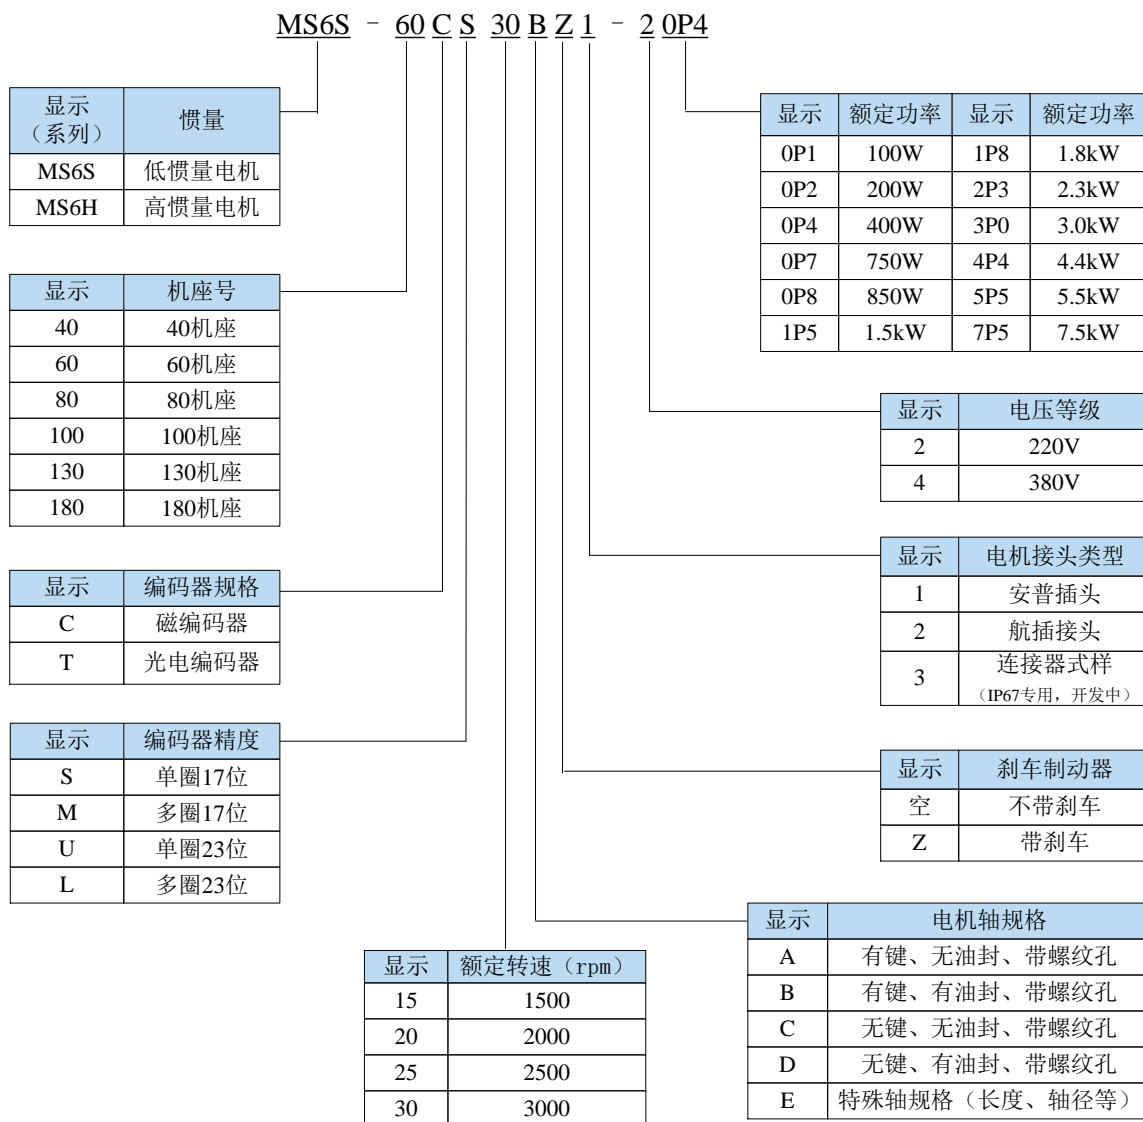 MS6S - 60 C S 30 B Z 1 - 2 0P4
显示（系列） 惯量
MS6S 低惯量电机
MS6H 高惯量电机
显示 机座号
40 40机座
60 60机座
80 80机座
100 100机座
130 130机座
180 180机座
显示 编码器规格
C 磁编码器
T 光电编码器
显示 编码器精度
S 单圈17位
M 多圈17位
U 单圈23位
L 多圈23位
显示 额定转速（rpm）
15 1500
20 2000
25 2500
30 3000
显示 额定功率 显示 额定功率
0P1 100W 1P8 1.8kW
0P2 200W 2P3 2.3kW
0P4 400W 3P0 3.0kW
0P7 750W 4P4 4.4kW
0P8 850W 5P5 5.5kW
1P5 1.5kW 7P5 7.5kW
显示 电压等级
2 220V
4 380V
显示 电机接头类型
1 安普插头
2 航插接头
3 连接器式样
（IP67专用，开发中）
显示 刹车制动器
空 不带刹车
Z 带刹车
显示 电机轴规格
A 有键、无油封、带螺纹孔
B 有键、有油封、带螺纹孔
C 无键、无油封、带螺纹孔
D 无键、有油封、带螺纹孔
E 特殊轴规格（长度、轴径等）